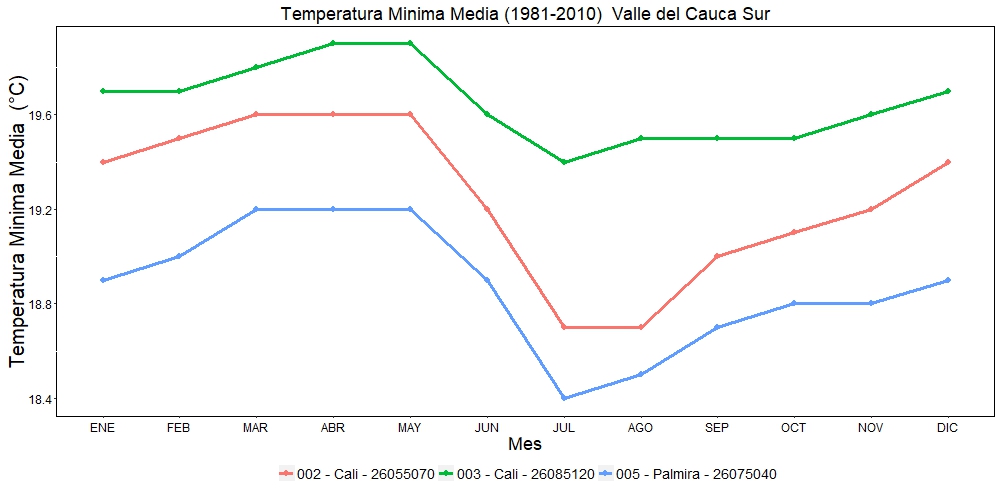 Temperatura Minima Media (1981-2010)  Valle del Cauca Sur
Temperatura Minima Media  (°C)
19.6
19.2
18.8
18.4
ENE FEB MAR ABR MAY JUN JUL AGO SEP OCT NOV DIC
Mes
002 - Cali - 26055070 003 - Cali - 26085120 005 - Palmira - 26075040